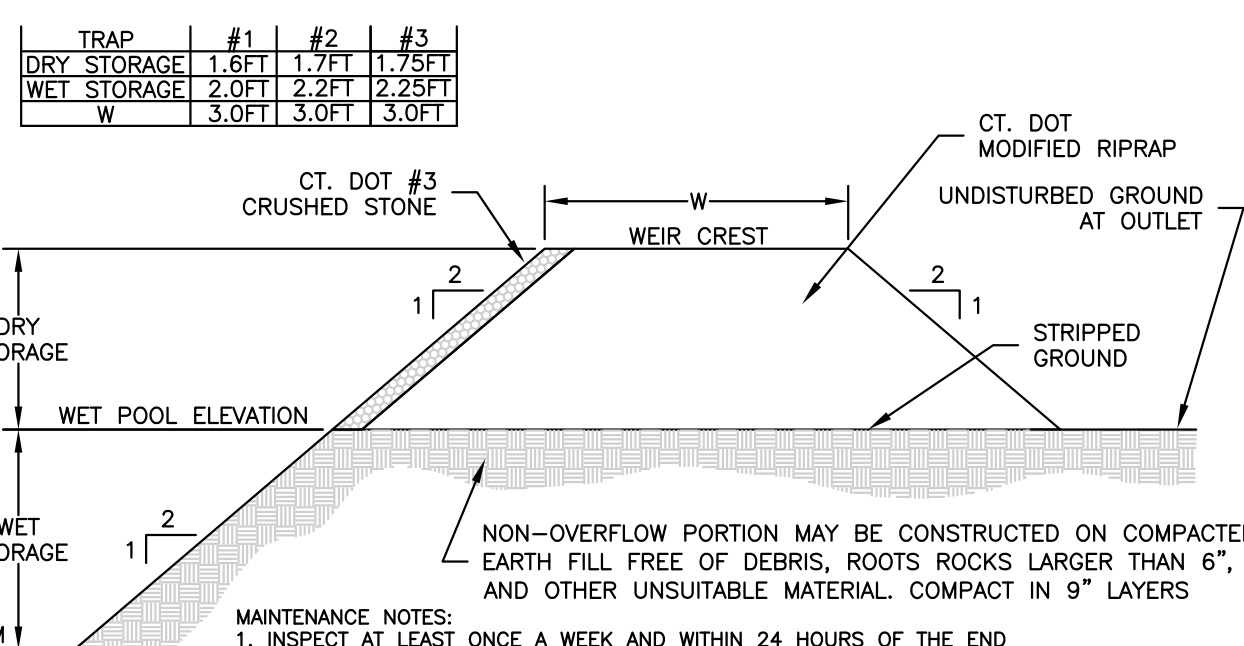 TRAP #1 #2 #3
DRY STORAGE 1.6FT 1.7FT 1.75FT
WET STORAGE 2.0FT 2.2FT 2.25FT
W 3.0FT 3.0FT 3.0FT
CT. DOT
MODIFIED RIPRAP
CT. DOT #3
CRUSHED STONE
UNDISTURBED GROUND
AT OUTLET
W
WEIR CREST
2
1
2
1
DRY
ORAGE
STRIPPED
GROUND
WET POOL ELEVATION
2
1
WET
ORAGE
NON-OVERFLOW PORTION MAY BE CONSTRUCTED ON COMPACTED
EARTH FILL FREE OF DEBRIS, ROOTS ROCKS LARGER THAN 6",
AND OTHER UNSUITABLE MATERIAL. COMPACT IN 9" LAYERS
MAINTENANCE NOTES:
1. INSPECT AT LEAST ONCE A WEEK AND WITHIN 24 HOURS OF THE END
M